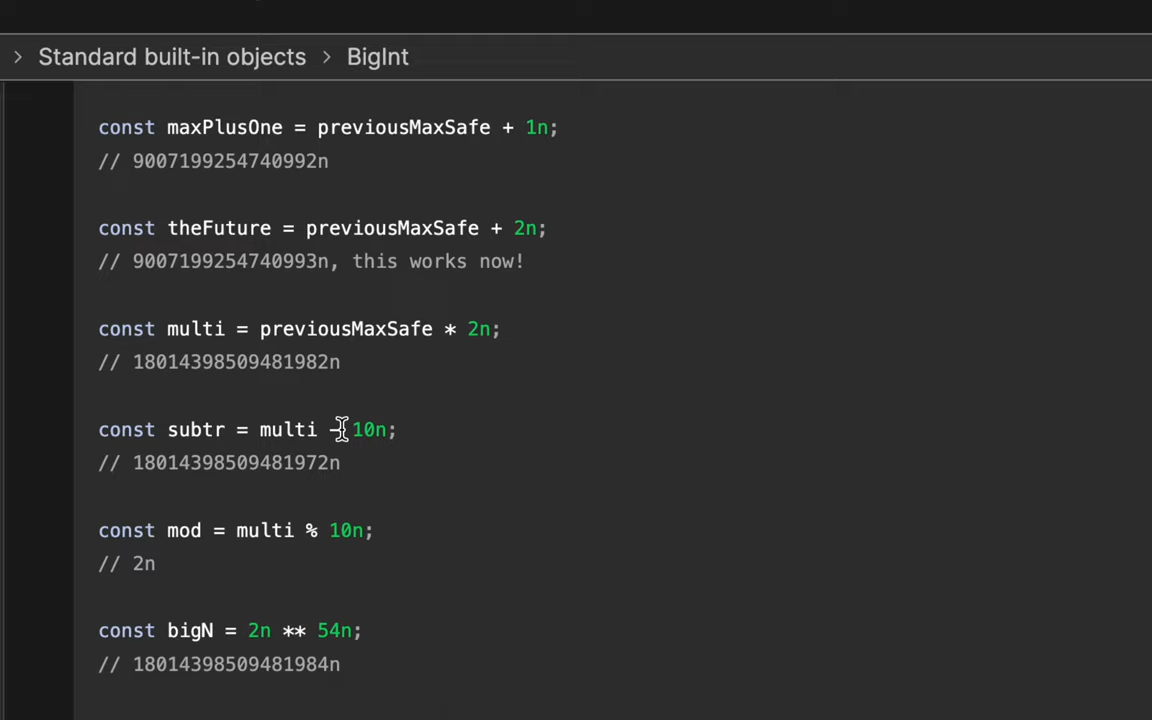 > Standard built-in objects > BigInt
const maxPlusOne = previousMaxSafe + 1n;
// 9007199254740992n
const theFuture = previousMaxSafe + 2n;
// 9007199254740993n, this works now!
const multi = previousMaxSafe * 2n;
// 18014398509481982n
const subtr = multi - 10n;
// 18014398509481972n
const mod = multi % 10n;
// 2n
const bigN = 2n ** 54n;
// 18014398509481984n